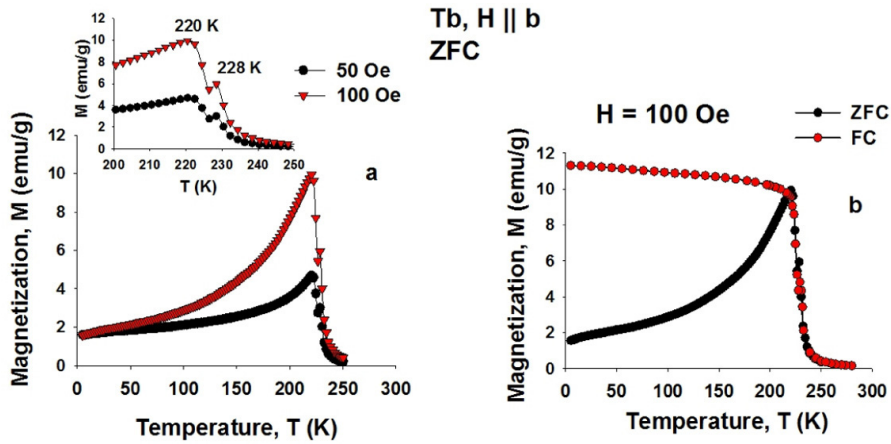 Tb, H || b
ZFC
220 K
228 K
50 Oe
100 Oe
M (emu/g)
12
10
8
6
4
2
0
200 210 220 230 240 250
T (K)
a
Magnetization, M (emu/g)
10
8
6
4
2
0
0 50 100 150 200 250 300
Temperature, T (K)
H = 100 Oe
ZFC
FC
b
Magnetization, M (emu/g)
12
10
8
6
4
2
0
0 50 100 150 200 250 300
Temperature, T (K)